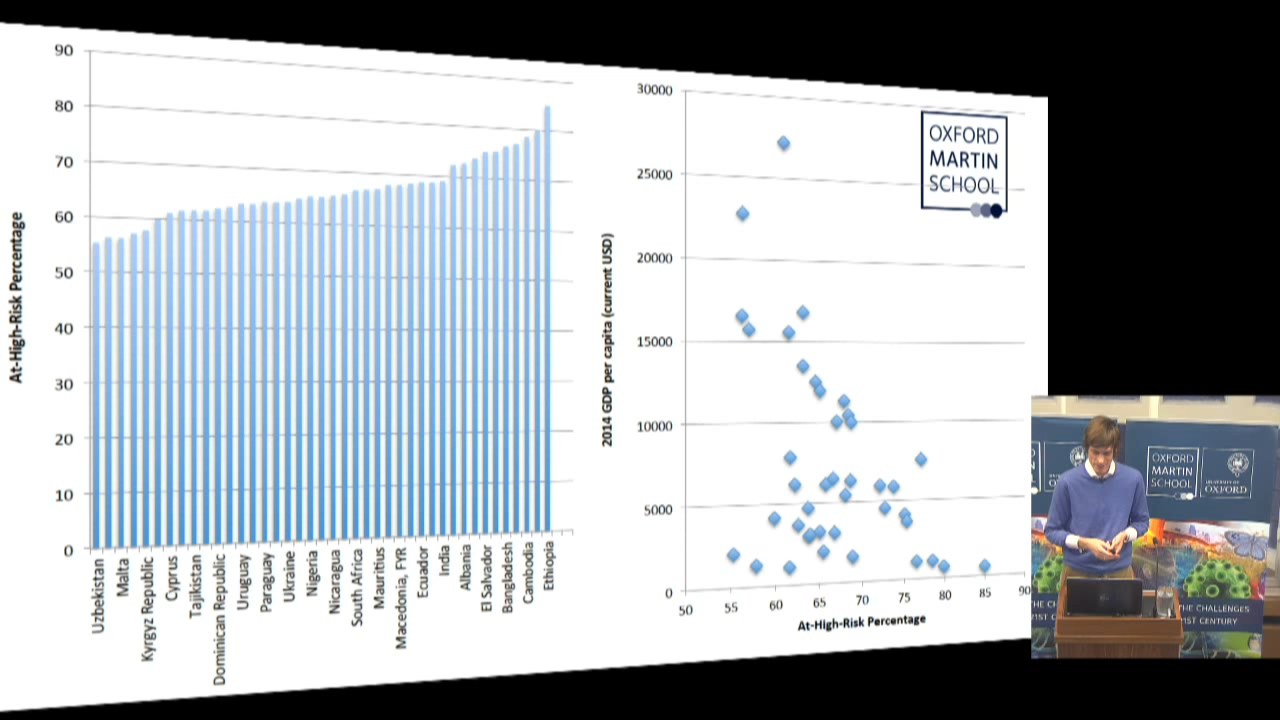 90
80
70
60
50
40
30
20
10
0
At-High-Risk Percentage
Uzbekistan
Malta
Kyrgyz Republic
Cyprus
Tajikistan
Dominican Republic
Uruguay
Paraguay
Ukraine
Nigeria
Nicaragua
South Africa
Mauritius
Macedonia, FYR
Ecuador
India
Albania
El Salvador
Bangladesh
Cambodia
Ethiopia
30000
25000
20000
15000
10000
5000
0
2014 GDP per capita (current USD)
50 55 60 65 70 75 80 85 90
At-High-Risk Percentage
OXFORD
MARTIN
SCHOOL
OXFORD
MARTIN
SCHOOL
UNIVERSITY OF
OXFORD
THE CHALLENGES
CENTURY